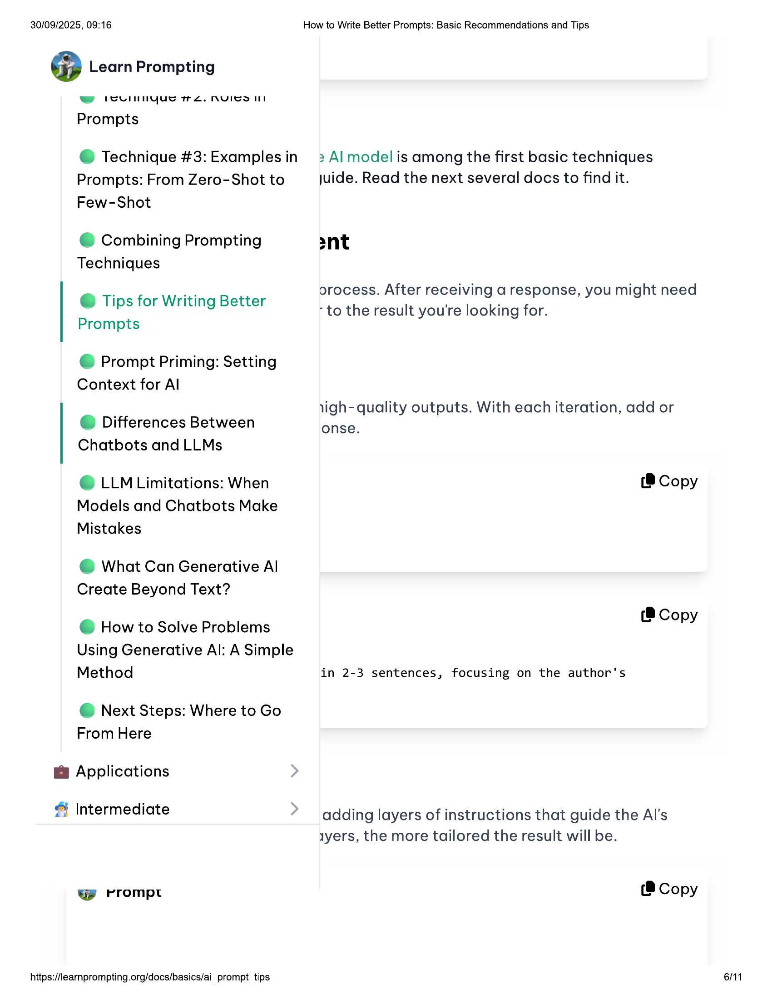 30/09/2025, 09:16
How to Write Better Prompts: Basic Recommendations and Tips
Learn Prompting
Technique #2: Roles in
Prompts
Technique #3: Examples in
Prompts: From Zero-Shot to
Few-Shot
Combining Prompting
Techniques
Tips for Writing Better
Prompts
Prompt Priming: Setting
Context for AI
Differences Between
Chatbots and LLMs
LLM Limitations: When
Models and Chatbots Make
Mistakes
What Can Generative AI
Create Beyond Text?
How to Solve Problems
Using Generative AI: A Simple
Method
Next Steps: Where to Go
From Here
Applications
Intermediate
AI model is among the first basic techniques
guide. Read the next several docs to find it.
ent
process. After receiving a response, you might need
to the result you're looking for.
high-quality outputs. With each iteration, add or
onse.
Copy
Copy
in 2-3 sentences, focusing on the author's
adding layers of instructions that guide the AI's
ayers, the more tailored the result will be.
Prompt
Copy
https://learnprompting.org/docs/basics/ai_prompt_tips
6/11